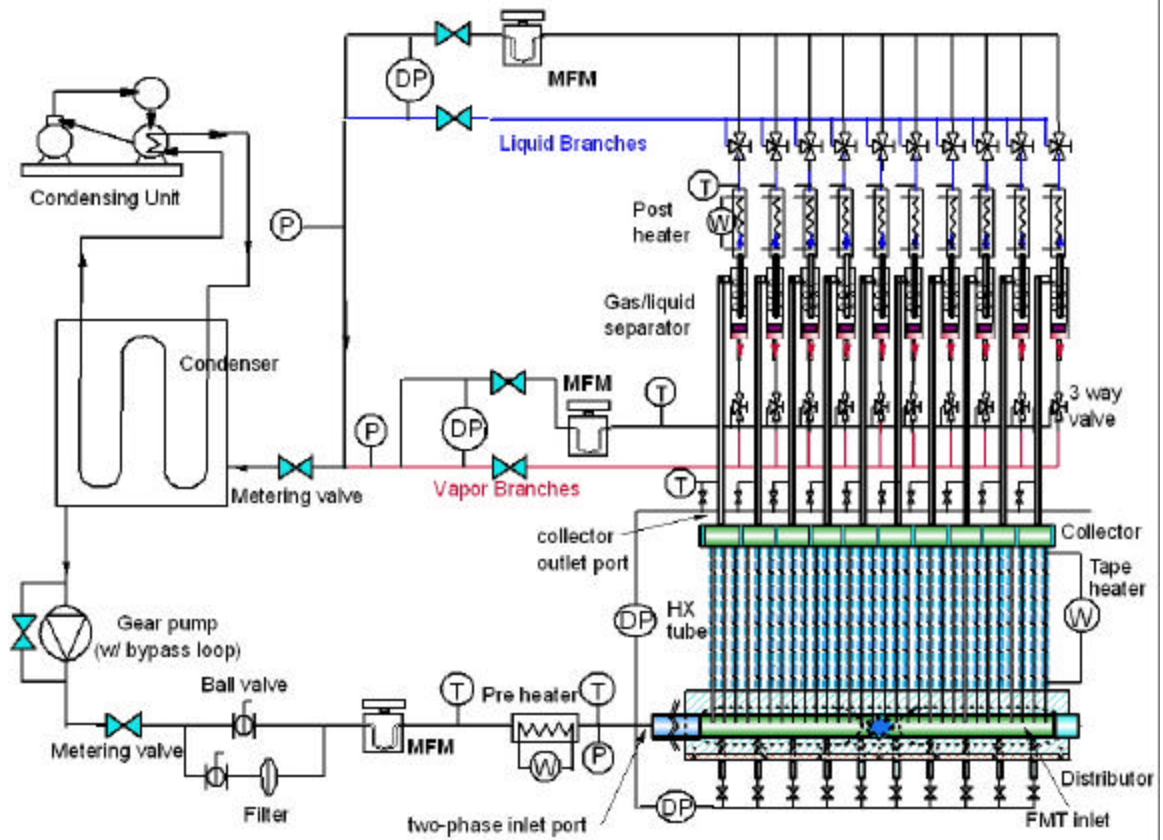 DP
MFM
Liquid Branches
Condensing Unit
T
Post
heater
W
P
Gas/liquid
separator
Condenser
MFM
T
3 way
valve
P
DP
Metering valve
Vapor Branches
T
collector
outlet port
Collector
Tape
heater
HX
tube
DP
W
Gear pump
(w/ bypass loop)
Ball valve
T
Pre heater
T
Metering valve
MFM
W
P
Filter
two-phase inlet port
DP
Distributor
FMT inlet